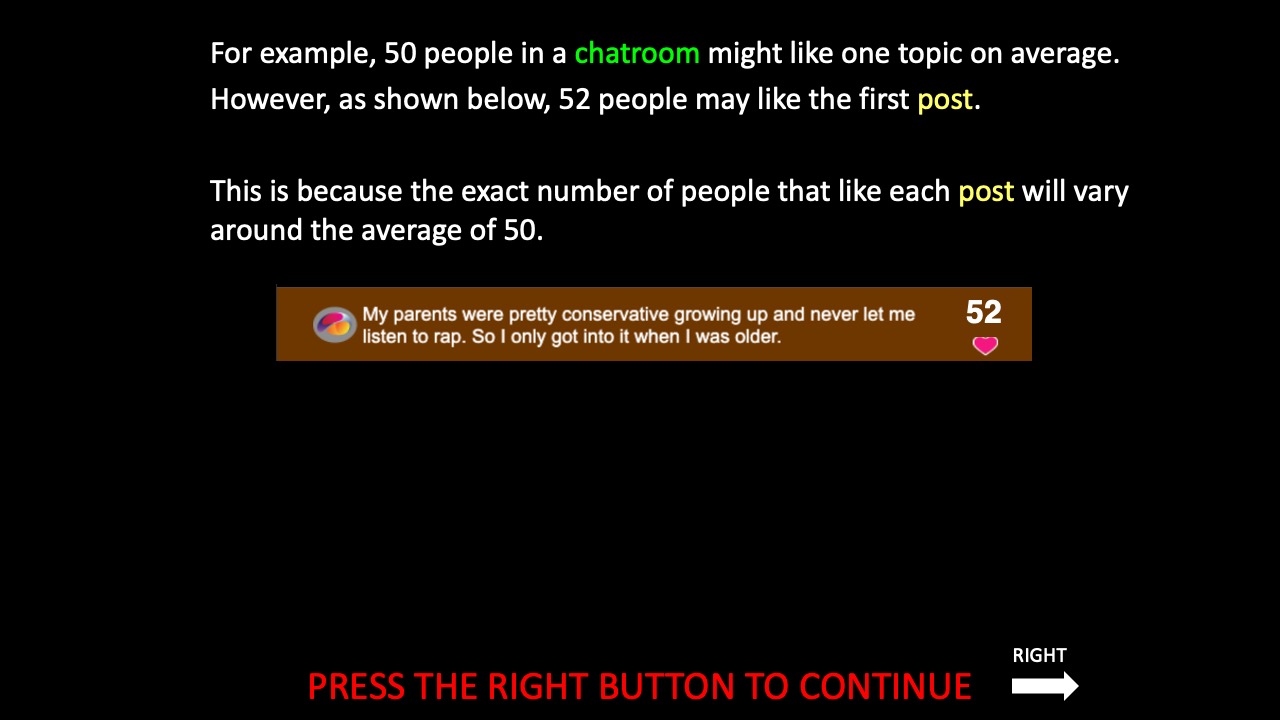 For example, 50 people in a chatroom might like one topic on average.
However, as shown below, 52 people may like the first post.
This is because the exact number of people that like each post will vary
around the average of 50.
My parents were pretty conservative growing up and never let me
listen to rap. So I only got into it when I was older.
52
RIGHT
PRESS THE RIGHT BUTTON TO CONTINUE